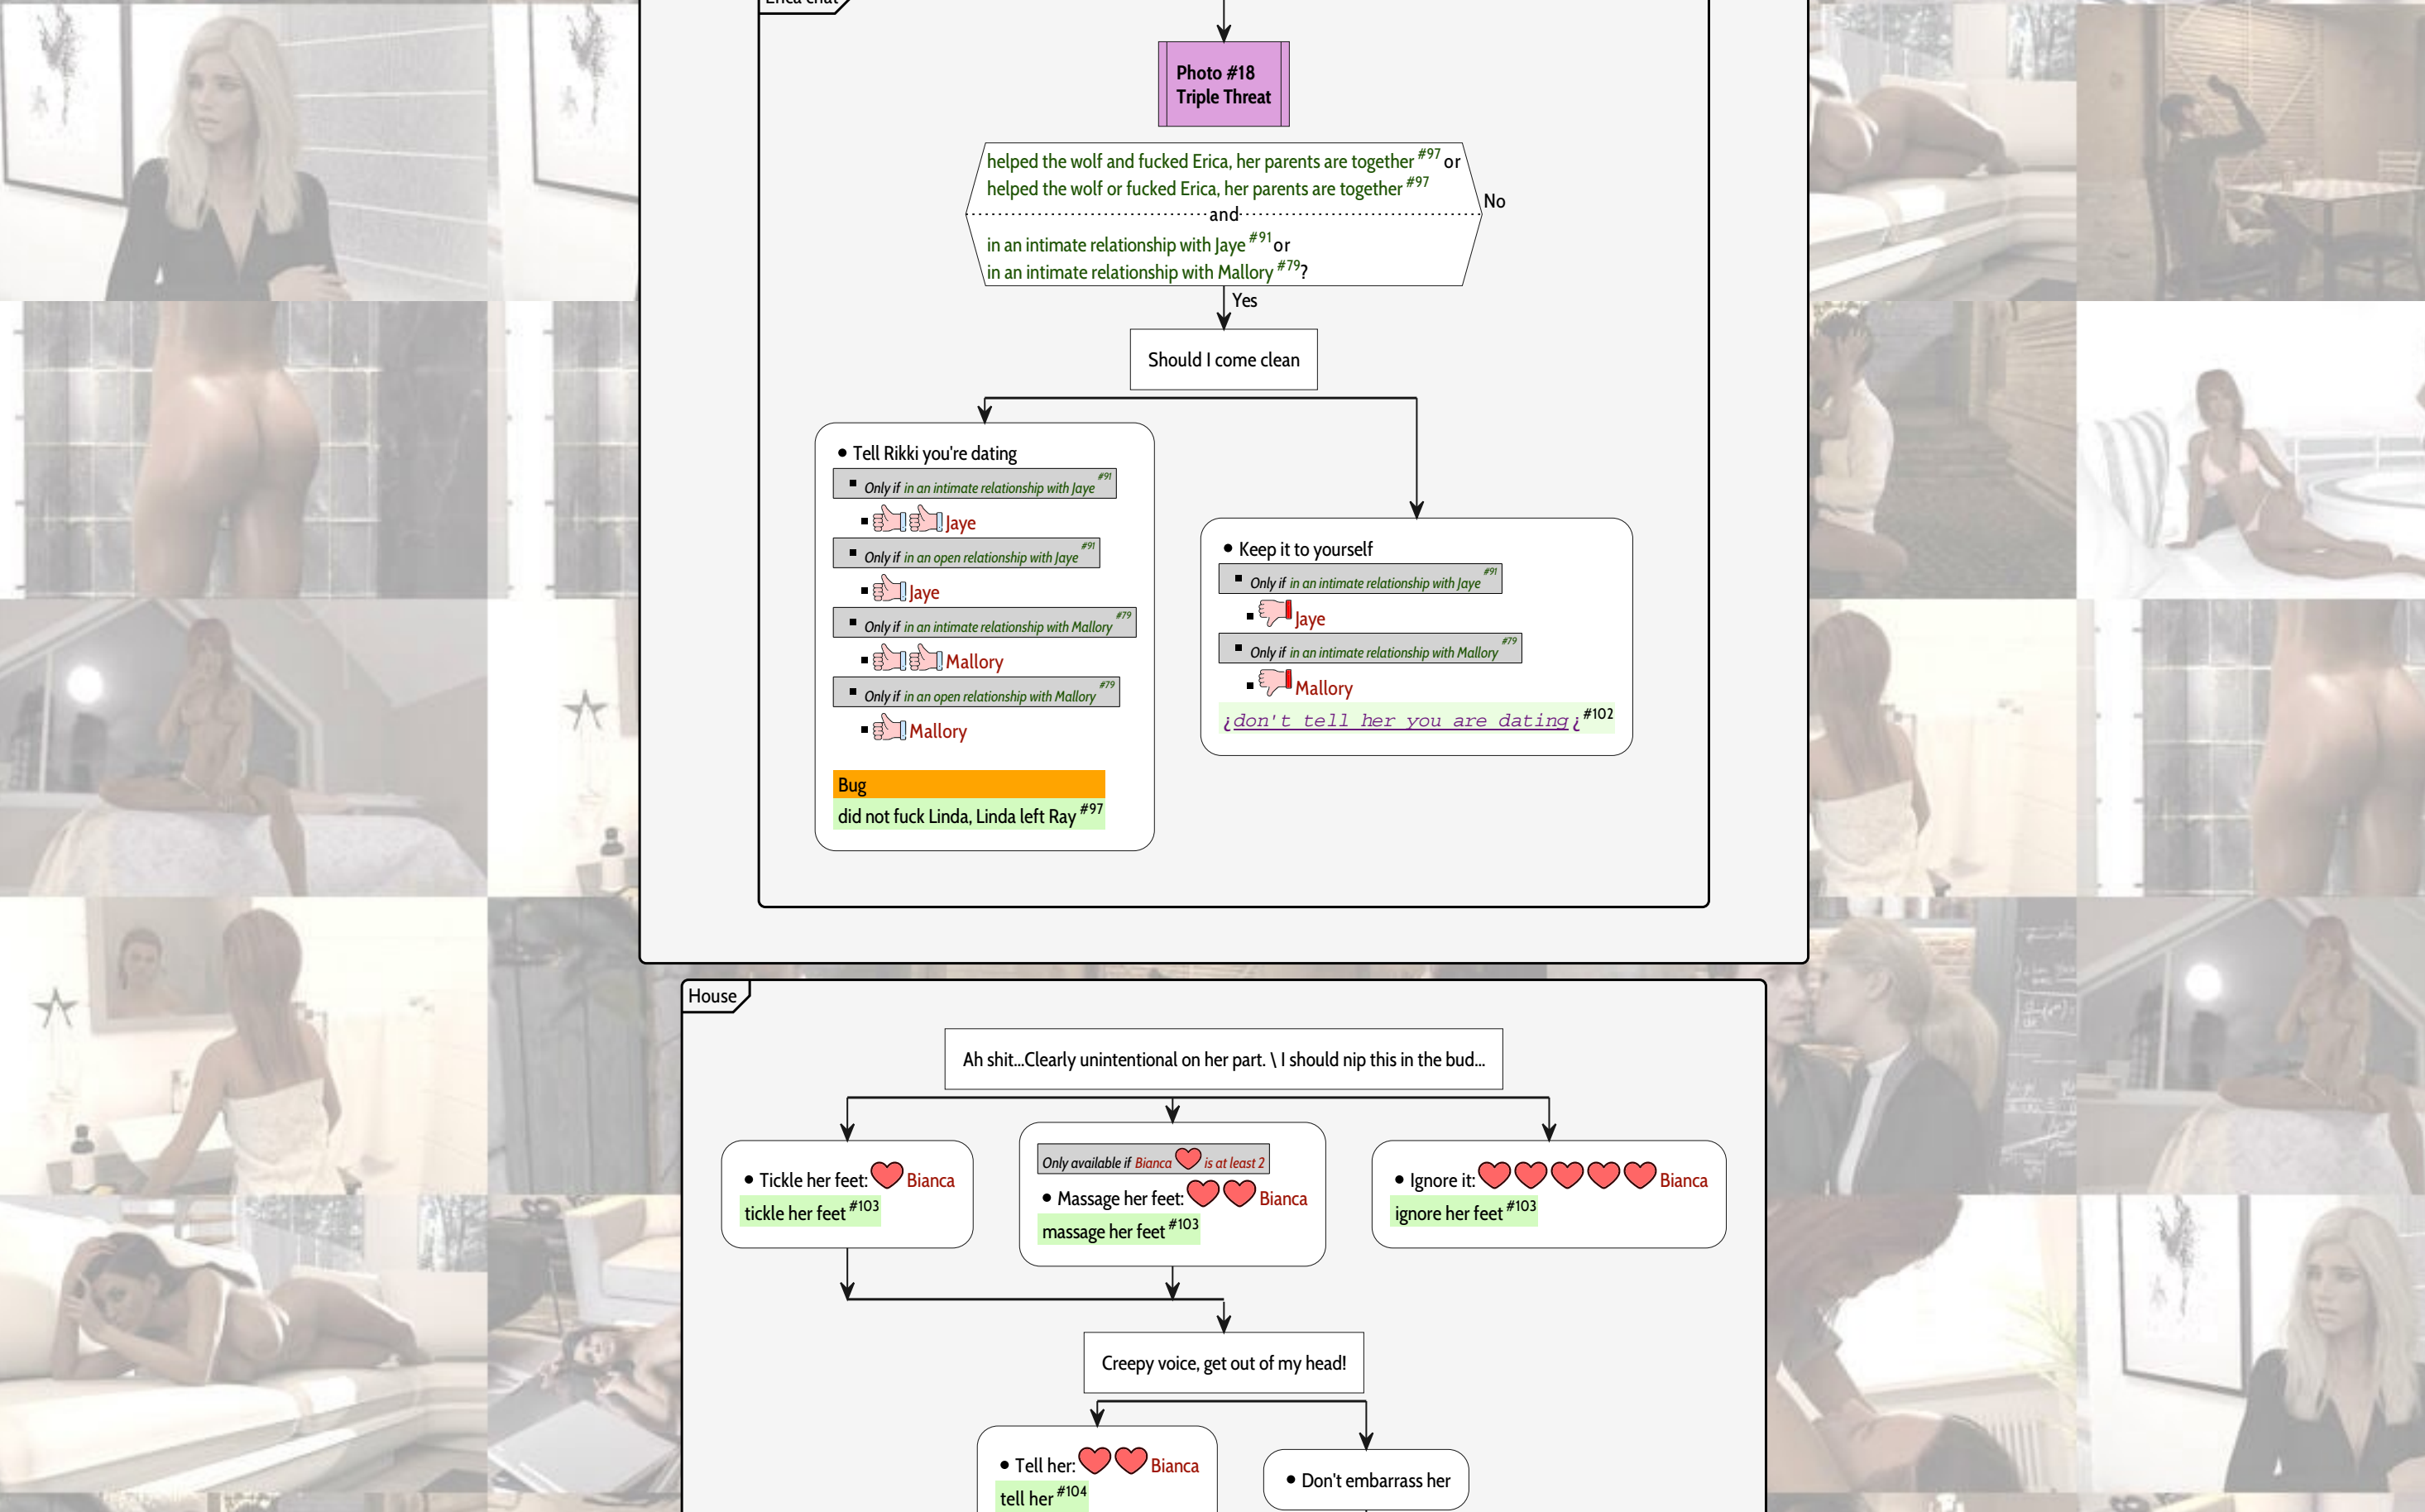 Erica chat
Photo #18
Triple Threat
helped the wolf and fucked Erica, her parents are together #97 or
helped the wolf or fucked Erica, her parents are together #97
and
in an intimate relationship with Jaye #91 or
in an intimate relationship with Mallory #79?
No
Yes
Should I come clean
Tell Rikki you're dating
Only if in an intimate relationship with Jaye #91
Jaye
Only if in an open relationship with Jaye #91
Jaye
Only if in an intimate relationship with Mallory #79
Mallory
Only if in an open relationship with Mallory #79
Mallory
Bug
did not fuck Linda, Linda left Ray #97
Keep it to yourself
Only if in an intimate relationship with Jaye #91
Jaye
Only if in an intimate relationship with Mallory #79
Mallory
¿don't tell her you are dating¿ #102
House
Ah shit...Clearly unintentional on her part. \ I should nip this in the bud...
Tickle her feet: Bianca
tickle her feet #103
Only available if Bianca is at least 2
Massage her feet: Bianca
massage her feet #103
Ignore it: Bianca
ignore her feet #103
Creepy voice, get out of my head!
Tell her: Bianca
tell her #104
Don't embarrass her